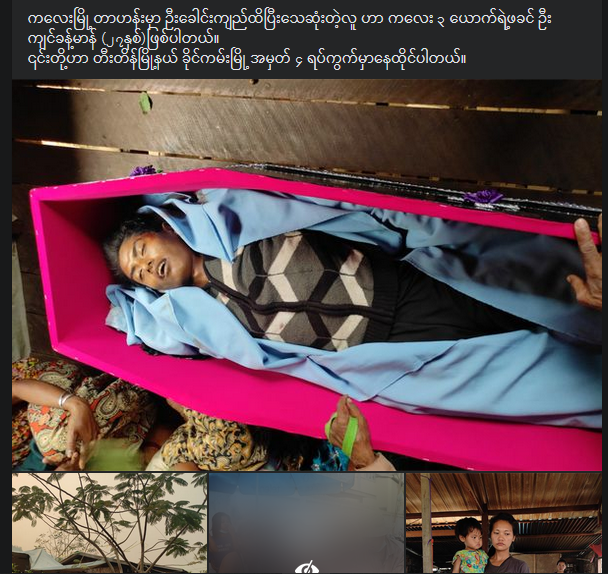 ကလေးမြို့ တာဟန်းမှာ ဦးခေါင်းကျည်ထိပြီးသေဆုံးတဲ့လူ ဟာ ကလေး ၃ ယောက်ရဲ့ဖခင် ဦး
ကျင်ခန့်မာန် (၂၇နှစ်)ဖြစ်ပါတယ်။
၎င်းတို့ဟာ တီးတိန်မြို့နယ် ခိုင်ကမ်းမြို့ အမှတ် ၄ ရပ်ကွက်မှာနေထိုင်ပါတယ်။